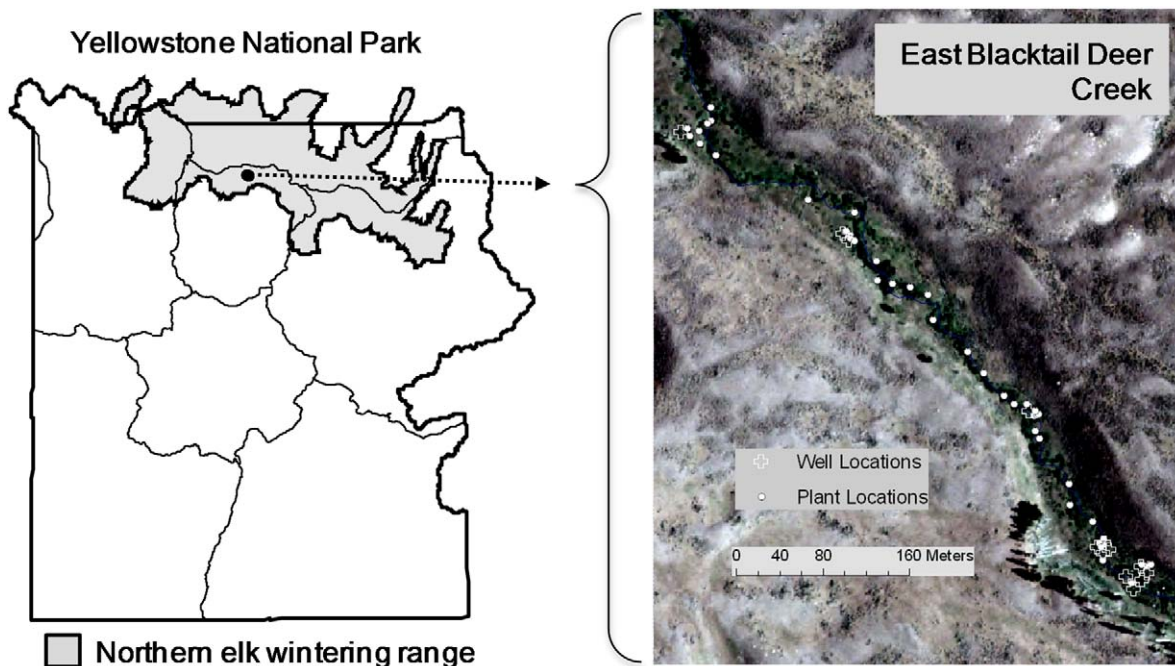 Yellowstone National Park
Northern elk wintering range
East Blacktail Deer
Creek
Well Locations
Plant Locations
0 40 80 160 Meters